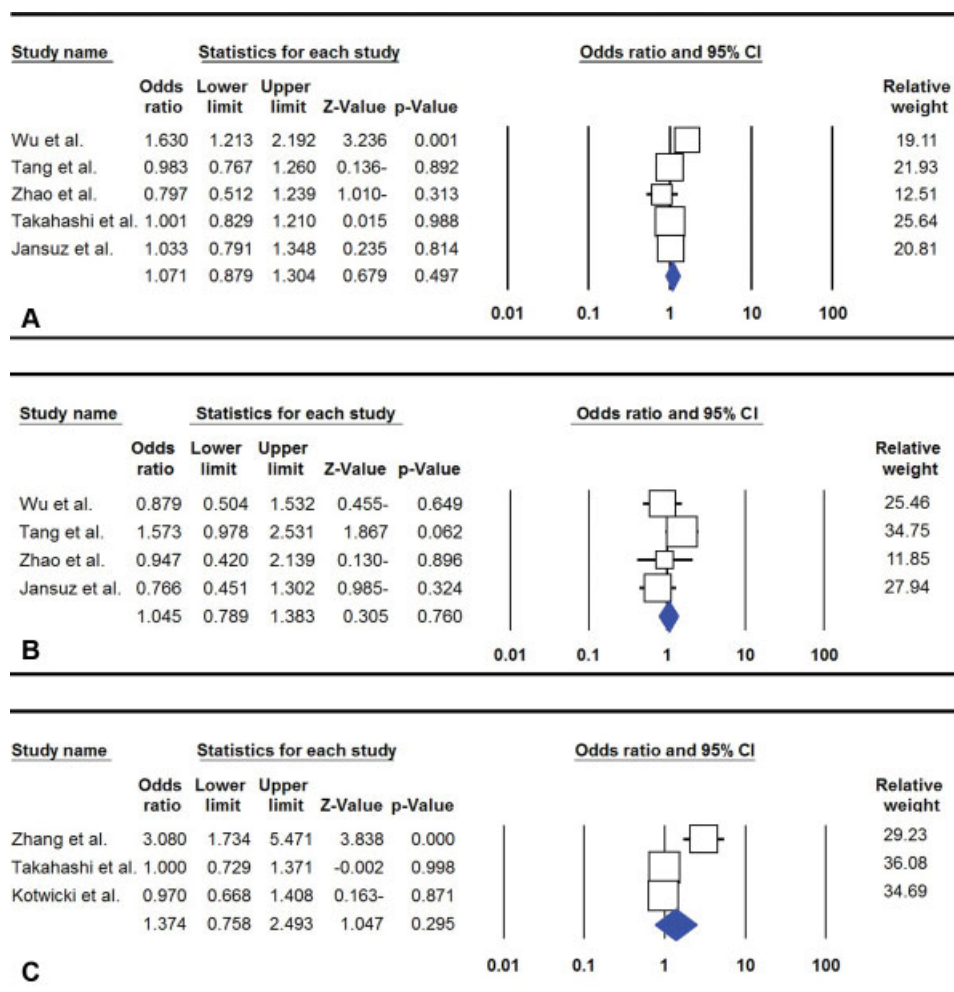 Study name Statistics for each study Odds ratio and 95% CI
Odds Lower Upper Relative
ratio limit limit Z-Value p-Value weight
Wu et al. 1.630 1.213 2.192 3.236 0.001 19.11
Tang et al. 0.983 0.767 1.260 0.136- 0.892 21.93
Zhao et al. 0.797 0.512 1.239 1.010- 0.313 12.51
Takahashi et al. 1.001 0.829 1.210 0.015 0.988 25.64
Jansuz et al. 1.033 0.791 1.348 0.235 0.814 20.81
1.071 0.879 1.304 0.679 0.497
A 0.01 0.1 1 10 100
Study name Statistics for each study Odds ratio and 95% CI
Odds Lower Upper Relative
ratio limit limit Z-Value p-Value weight
Wu et al. 0.879 0.504 1.532 0.455- 0.649 25.46
Tang et al. 1.573 0.978 2.531 1.867 0.062 34.75
Zhao et al. 0.947 0.420 2.139 0.130- 0.896 11.85
Jansuz et al. 0.766 0.451 1.302 0.985- 0.324 27.94
1.045 0.789 1.383 0.305 0.760
B 0.01 0.1 1 10 100
Study name Statistics for each study Odds ratio and 95% CI
Odds Lower Upper Relative
ratio limit limit Z-Value p-Value weight
Zhang et al. 3.080 1.734 5.471 3.838 0.000 29.23
Takahashi et al. 1.000 0.729 1.371 -0.002 0.998 36.08
Kotwicki et al. 0.970 0.668 1.408 0.163- 0.871 34.69
1.374 0.758 2.493 1.047 0.295
C 0.01 0.1 1 10 100